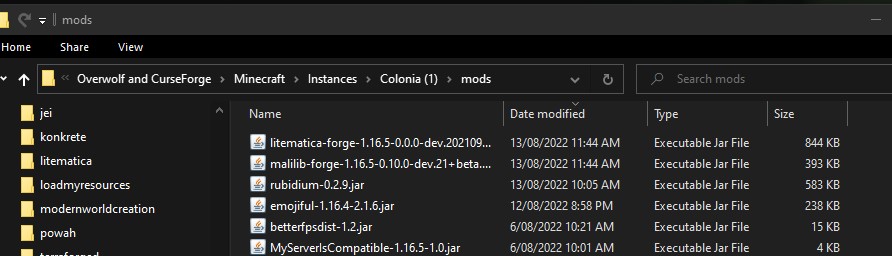 mods
Home Share View
Overwolf and CurseForge Minecraft Instances Colonia (1) mods Search mods
jei
konkrete
litematica
loadmyresources
modernworldcreation
powah
Name Date modified Type Size
litematica-forge-1.16.5-0.0.0-dev.202109... 13/08/2022 11:44 AM Executable Jar File 844 KB
malilib-forge-1.16.5-0.10.0-dev.21+beta.... 13/08/2022 11:44 AM Executable Jar File 393 KB
rubidium-0.2.9.jar 13/08/2022 10:05 AM Executable Jar File 583 KB
emojiful-1.16.4-2.1.6.jar 12/08/2022 8:58 PM Executable Jar File 238 KB
betterfpsdist-1.2.jar 6/08/2022 10:21 AM Executable Jar File 15 KB
MyServerIsCompatible-1.16.5-1.0.jar 6/08/2022 10:01 AM Executable Jar File 4 KB